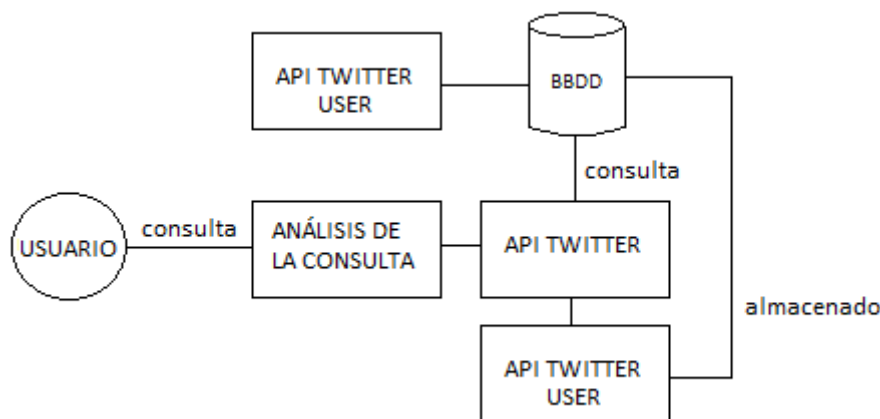 API TWITTER
USER
BBDD
consulta
USUARIO
consulta
ANÁLISIS DE
LA CONSULTA
API TWITTER
almacenado
API TWITTER
USER